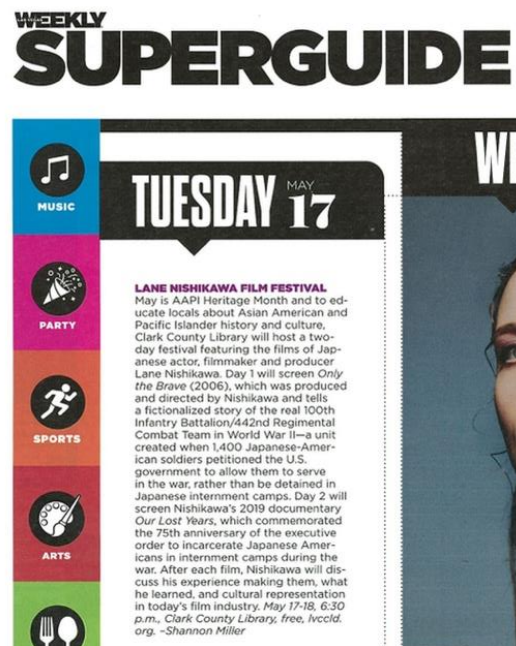 WEEKLY
SUPERGUIDE
MUSIC
PARTY
SPORTS
ARTS
TUESDAY MAY 17
LANE NISHIKAWA FILM FESTIVAL
May is AAPI Heritage Month and to ed-
ucate locals about Asian American and
Pacific Islander history and culture,
Clark County Library will host a two-
day festival featuring the films of Jap-
anese actor, filmmaker and producer
Lane Nishikawa. Day 1 will screen Only
the Brave (2006), which was produced
and directed by Nishikawa and tells
a fictionalized story of the real 100th
Infantry Battalion/442nd Regimental
Combat Team in World War II—a unit
created when 1,400 Japanese-Amer-
ican soldiers petitioned the U.S.
government to allow them to serve
in the war, rather than be detained in
Japanese internment camps. Day 2 will
screen Nishikawa's 2019 documentary
Our Lost Years, which commemorated
the 75th anniversary of the executive
order to incarcerate Japanese Amer-
icans in internment camps during the
war. After each film, Nishikawa will dis-
cuss his experience making them, what
he learned, and cultural representation
in today's film industry. May 17-18, 6:30
p.m., Clark County Library, free, lvccld.
org. –Shannon Miller